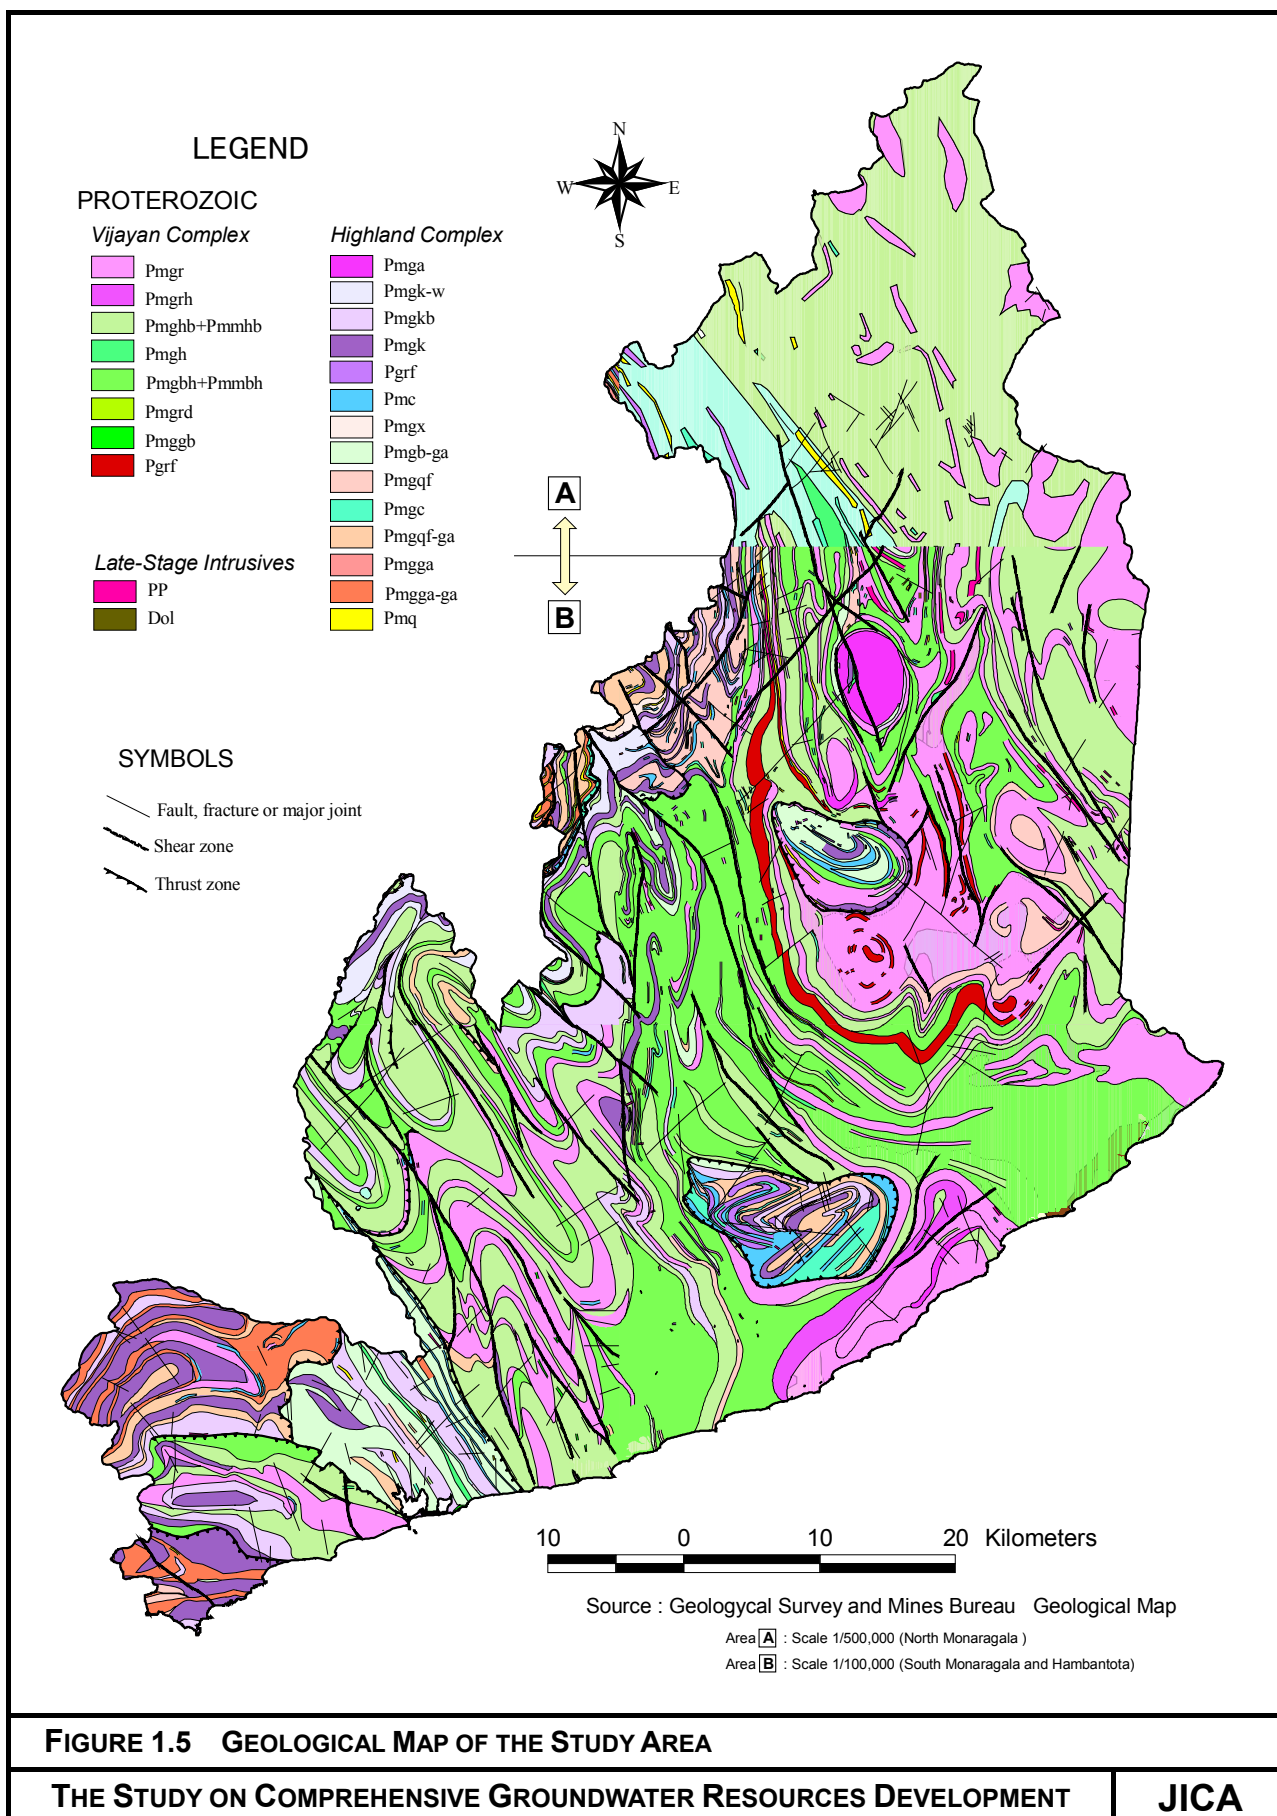 N
W
E
S
LEGEND
PROTEROZOIC
Vijayan Complex
Pmgr
Pmgrh
Pmghb+Pmmhb
Pmgh
Pmgbh+Pmmbh
Pmgrd
Pmggb
Pgrf
Late-Stage Intrusives
PP
Dol
Highland Complex
Pmga
Pmgk-w
Pmgkb
Pmgk
Pgrf
Pmc
Pmgx
Pmgb-ga
Pmgqf
Pmgc
Pmgqf-ga
Pmgga
Pmgga-ga
Pmq
A
B
SYMBOLS
Fault, fracture or major joint
Shear zone
Thrust zone
10 0 10 20 Kilometers
Source : Geologycal Survey and Mines Bureau Geological Map
Area A : Scale 1/500,000 (North Monaragala )
Area B : Scale 1/100,000 (South Monaragala and Hambantota)
FIGURE 1.5 GEOLOGICAL MAP OF THE STUDY AREA
THE STUDY ON COMPREHENSIVE GROUNDWATER RESOURCES DEVELOPMENT JICA